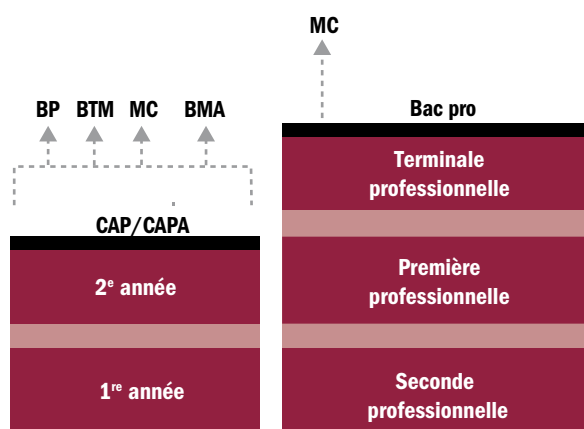 MC
BP BTM MC BMA
Bac pro
CAP/CAPA
Terminale
professionnelle
2e année
Première
professionnelle
1re année
Seconde
professionnelle